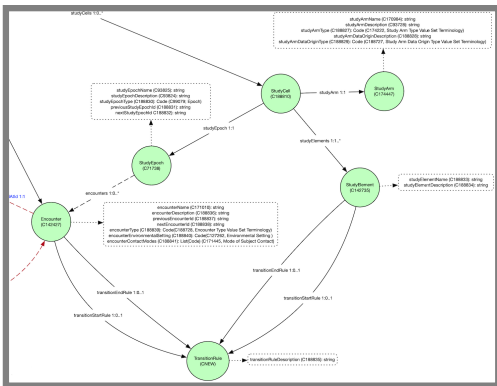 studyCells 1:0..*
studyArmName (C170984): string
studyArmDescription (C93728): string
studyArmType (C188827): Code (C174222, Study Arm Type Value Set Terminology)
studyArmDataOriginDescription (C188828): string
studyArmDataOriginType (C188829): Code (C188727, Study Arm Data Origin Type Value Set Terminology)
StudyCell
(C188810)
studyArm 1:1
StudyArm
(C174447)
studyEpochName (C93825): string
studyEpochDescription (C93824): string
studyEpochType (C188830): Code (C99079, Epoch)
previousStudyEpochId (C188831): string
nextStudyEpochId (C188832): string
studyEpoch 1:1
studyElements 1:1..*
StudyEpoch
(C71738)
encounters 1:0..*
StudyElement
(C142735)
studyElementName (C188833): string
studyElementDescription (C188834): string
1:1
Encounter
(C142427)
encounterName (C171010): string
encounterDescription (C188836): string
previousEncounterId (C188837): string
nextEncounterId (C188838): string
encounterType (C188839): Code(C188728, Encounter Type Value Set Terminology)
encounterEnvironmentalSetting (C188840): Code(C127262, Environmental Setting )
encounterContactModes (C188841): List(Code) (C171445, Mode of Subject Contact)
transitionEndRule 1:0..1
transitionEndRule 1:0..1
transitionStartRule 1:0..1
transitionStartRule 1:0..1
TransitionRule
(CNEW)
transitionRuleDescription (C188835): string